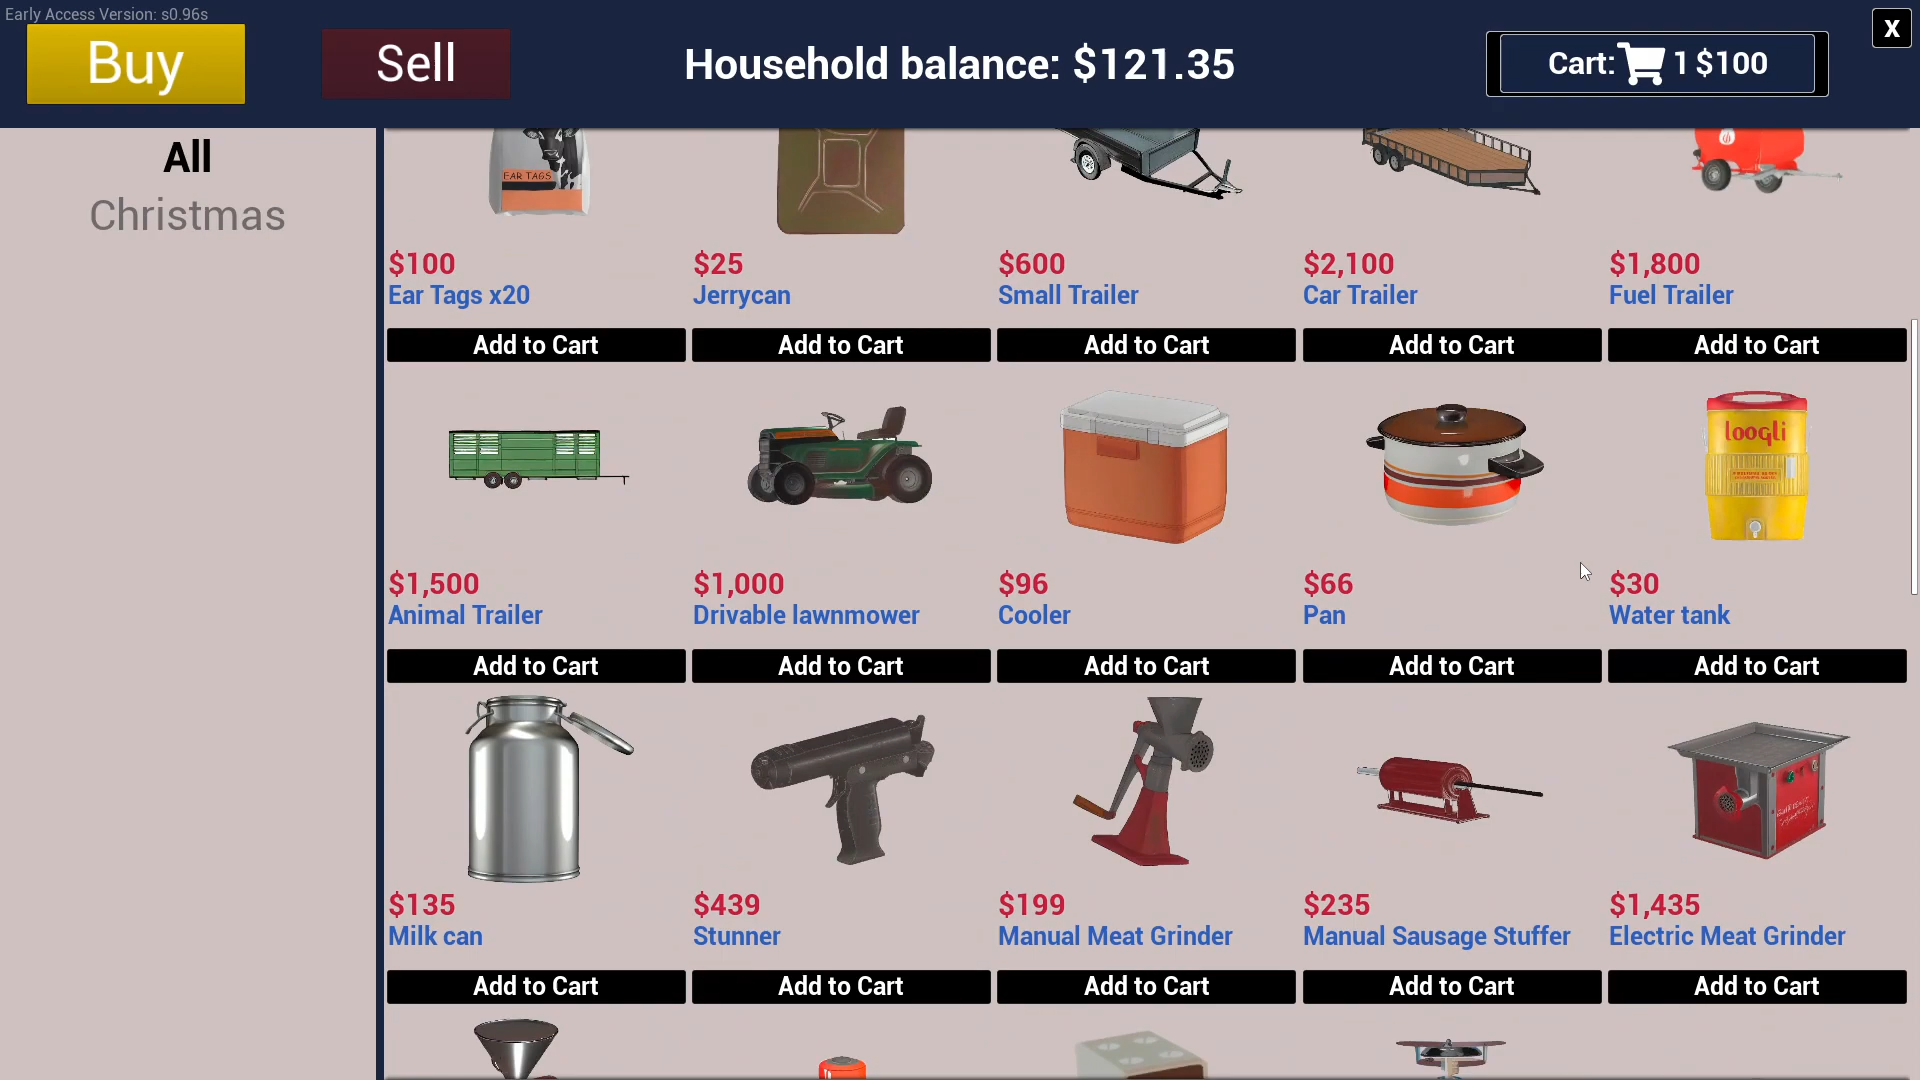 Early Access Version: s0.96s
Buy
Sell
Household balance: $121.35
Cart: 1 $100
X
All
Christmas
EAR TAGS
$100
Ear Tags x20
Add to Cart
$25
Jerrycan
Add to Cart
$600
Small Trailer
Add to Cart
$2,100
Car Trailer
Add to Cart
$1,800
Fuel Trailer
Add to Cart
$1,500
Animal Trailer
Add to Cart
$1,000
Drivable lawnmower
Add to Cart
$96
Cooler
Add to Cart
$66
Pan
Add to Cart
loogli
$30
Water tank
Add to Cart
$135
Milk can
Add to Cart
$439
Stunner
Add to Cart
$199
Manual Meat Grinder
Add to Cart
$235
Manual Sausage Stuffer
Add to Cart
$1,435
Electric Meat Grinder
Add to Cart